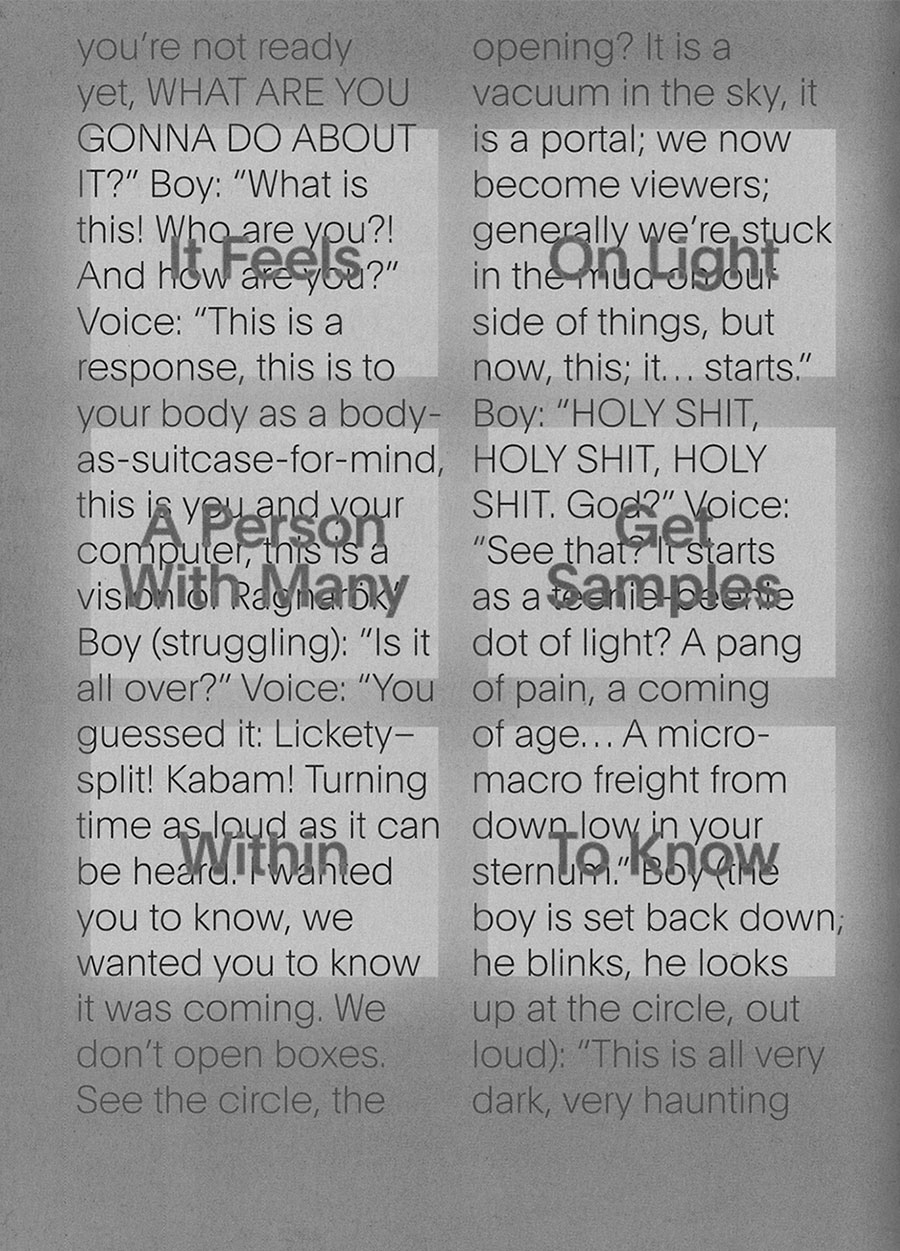 you’re not ready
yet, WHAT ARE YOU
GONNA DO ABOUT
IT?” Boy: “What is
this! Who are you?!
And how are you?”
Voice: “This is a
response, this is to
your body as a body-
as-suitcase-for-mind,
this is you and your
computer, this is a
vision of Ragnarök”
Boy (struggling): “Is it
all over?” Voice: “You
guessed it: Lickety–
split! Kabam! Turning
time as loud as it can
be heard. I wanted
you to know, we
wanted you to know
it was coming. We
don’t open boxes.
See the circle, the
opening? It is a
vacuum in the sky, it
is a portal; we now
become viewers;
generally we’re stuck
in the mud on our
side of things, but
now, this; it… starts.”
Boy: “HOLY SHIT,
HOLY SHIT, HOLY
SHIT. God?” Voice:
“See that? It starts
as a teenie-beenie
dot of light? A pang
of pain, a coming
of age… A micro-
macro freight from
down low in your
sternum.” Boy (the
boy is set back down;
he blinks, he looks
up at the circle, out
loud): “This is all very
dark, very haunting
It Feels
On Light
A Person
With Many
Get
Samples
Within
To Know